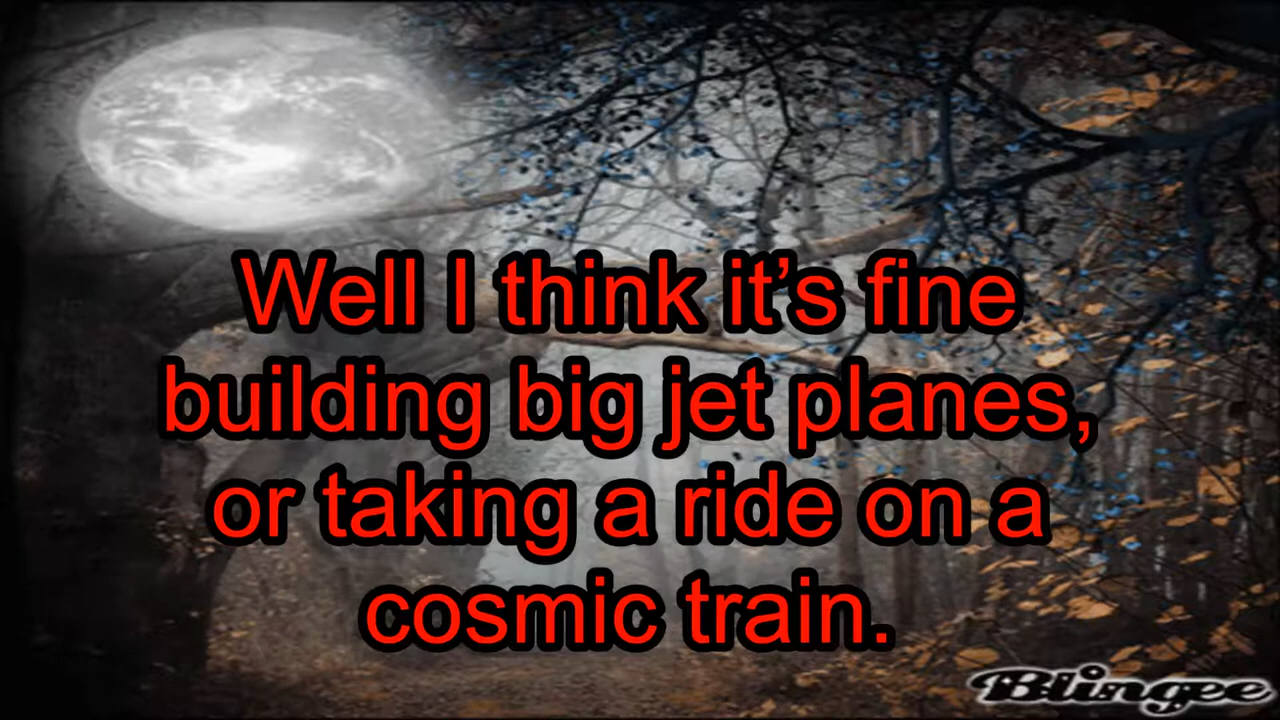 Well I think it’s fine
building big jet planes,
or taking a ride on a
cosmic train.
Blingee